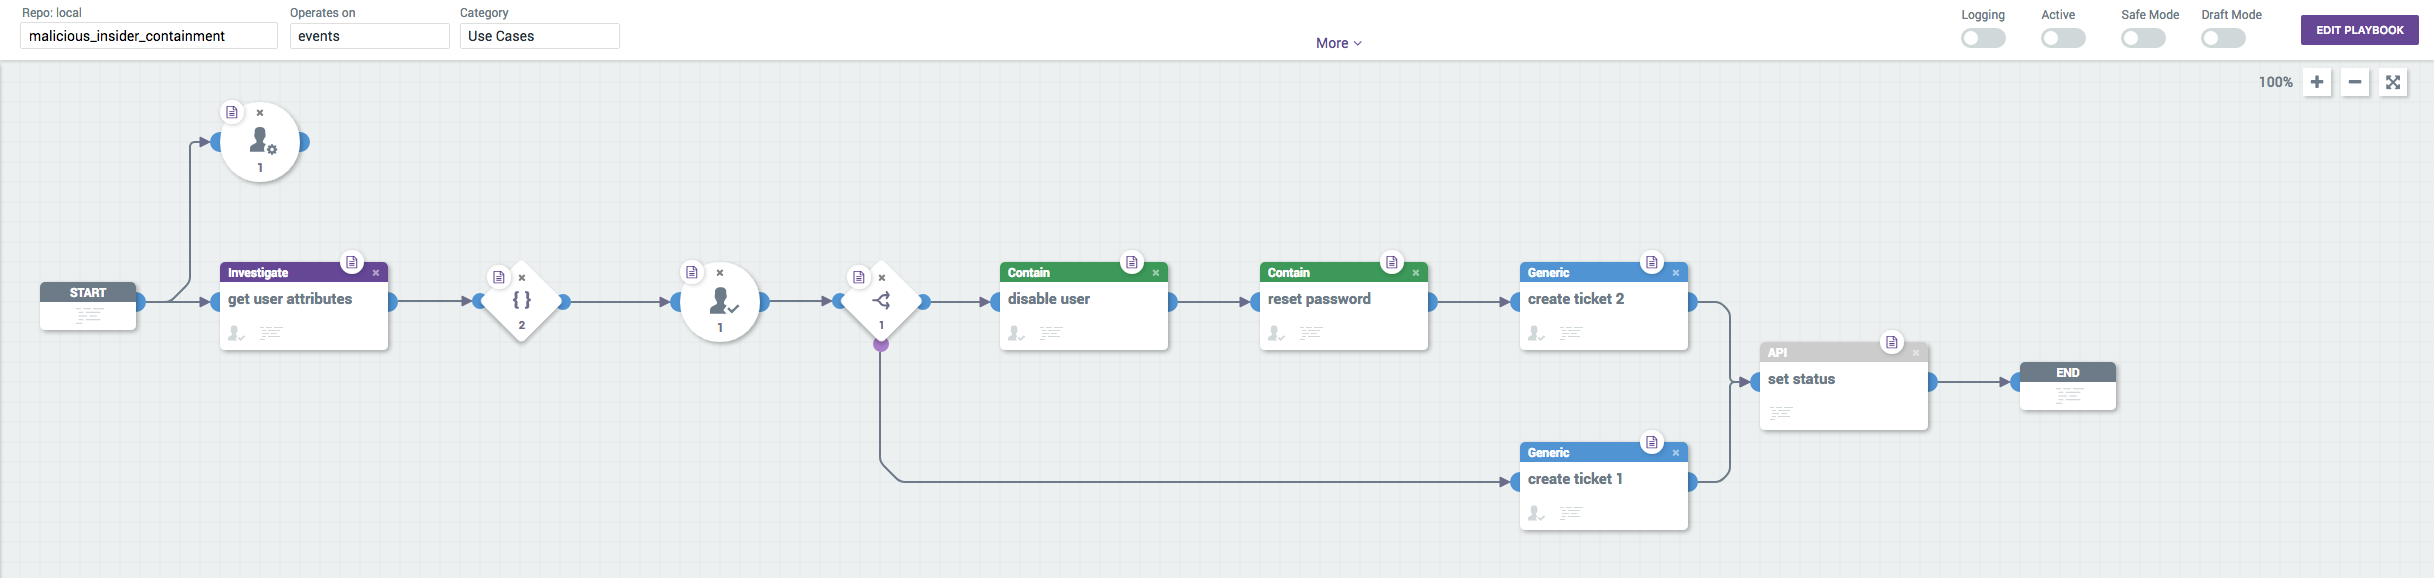 Repo: local
Operates on
Category
malicious_insider_containment
events
Use Cases
More
Logging
Active
Safe Mode
Draft Mode
EDIT PLAYBOOK
100%
1
START
Investigate
get user attributes
{ }
2
1
1
Contain
disable user
Contain
reset password
Generic
create ticket 2
API
set status
END
Generic
create ticket 1